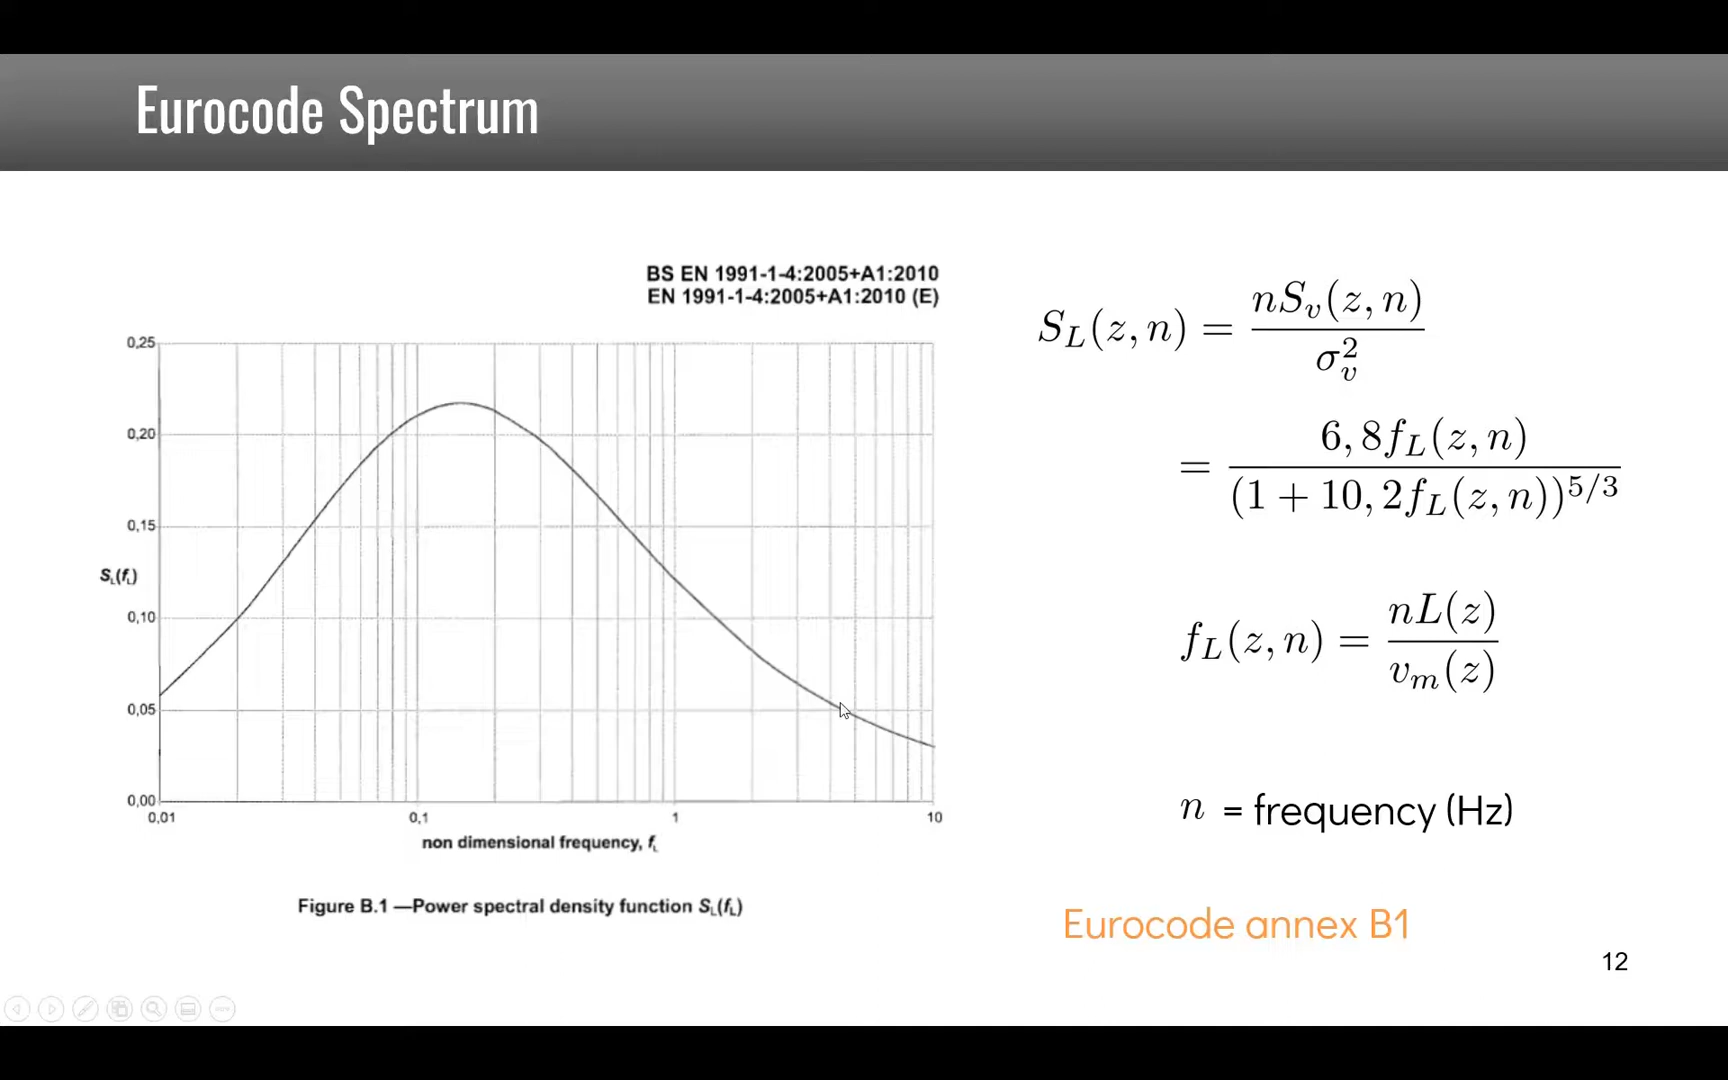 Eurocode Spectrum
BS EN 1991-1-4:2005+A1:2010
EN 1991-1-4:2005+A1:2010 (E)
0,25
0,20
0,15
S_L(f_L)
0,10
0,05
0,00
0,01 0,1 1 10
non dimensional frequency, f_L
Figure B.1 —Power spectral density function S_L(f_L)
S_L(z, n) = nS_v(z, n) / σ_v^2
= 6, 8f_L(z, n) / (1 + 10, 2f_L(z, n))^{5/3}
f_L(z, n) = nL(z) / v_m(z)
n = frequency (Hz)
Eurocode annex B1
12